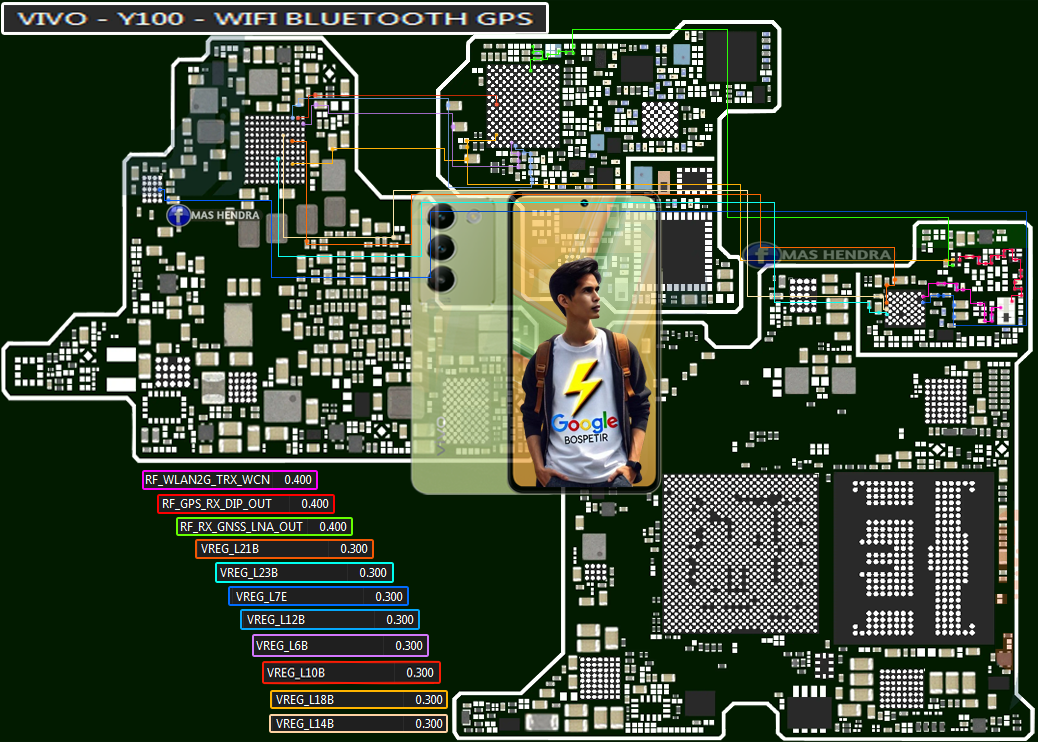 VIVO - Y100 - WIFI BLUETOOTH GPS
f MAS HENDRA
f MAS HENDRA
Google
BOSPETIR
RF_WLAN2G_TRX_WCN 0.400
RF_GPS_RX_DIP_OUT 0.400
RF_RX_GNSS_LNA_OUT 0.400
VREG_L21B 0.300
VREG_L23B 0.300
VREG_L7E 0.300
VREG_L12B 0.300
VREG_L6B 0.300
VREG_L10B 0.300
VREG_L18B 0.300
VREG_L14B 0.300